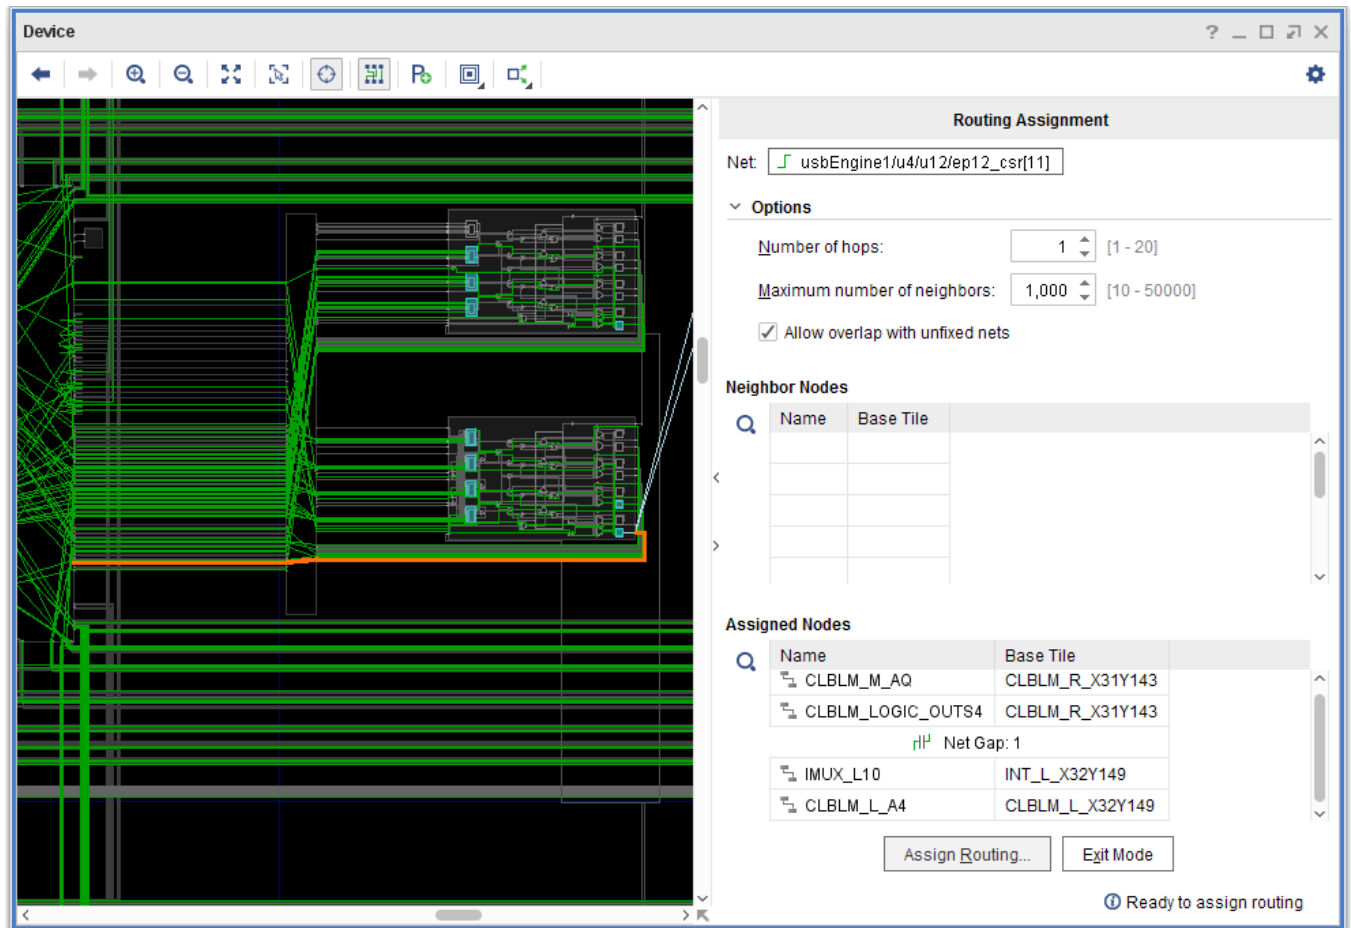 Device
Routing Assignment
Net: usbEngine1/u4/u12/ep12_csr[11]
Options
Number of hops: 1 [1 - 20]
Maximum number of neighbors: 1,000 [10 - 50000]
Allow overlap with unfixed nets
Neighbor Nodes
Name Base Tile
Assigned Nodes
Name Base Tile
CLBLM_M_AQ CLBLM_R_X31Y143
CLBLM_LOGIC_OUTS4 CLBLM_R_X31Y143
Net Gap: 1
IMUX_L10 INT_L_X32Y149
CLBLM_L_A4 CLBLM_L_X32Y149
Assign Routing... Exit Mode
Ready to assign routing